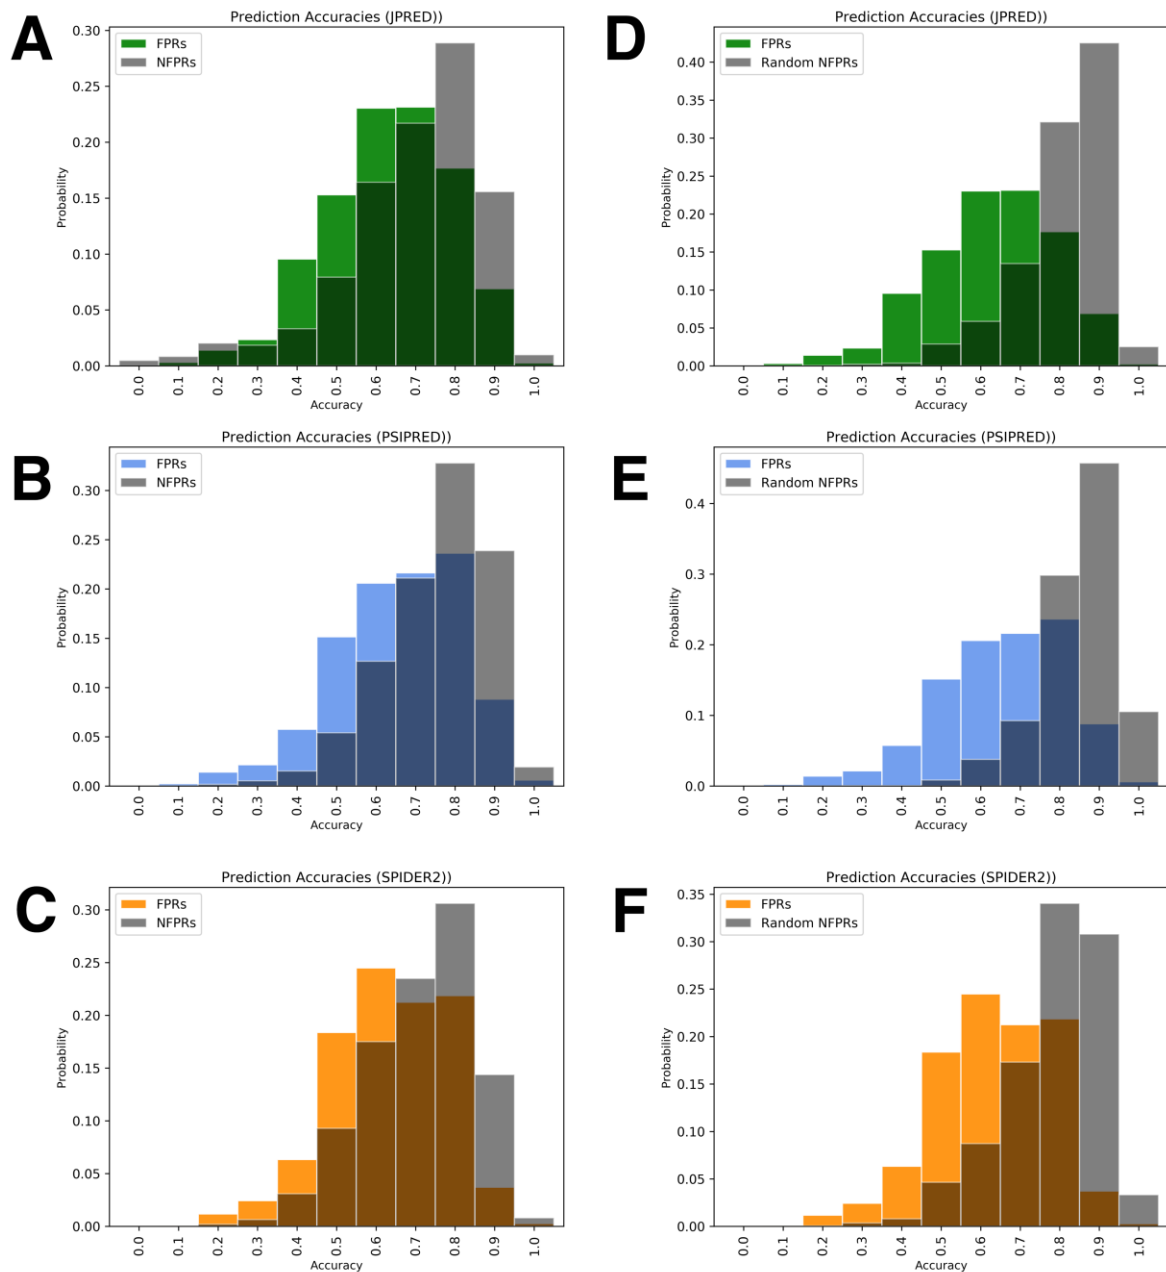 A
Prediction Accuracies (JPRED))
FPRs
NFPRs
0.30
0.25
0.20
0.15
0.10
0.05
0.00
Probability
0.0 0.1 0.2 0.3 0.4 0.5 0.6 0.7 0.8 0.9 1.0
Accuracy
D
Prediction Accuracies (JPRED))
FPRs
Random NFPRs
0.40
0.35
0.30
0.25
0.20
0.15
0.10
0.05
0.00
Probability
0.0 0.1 0.2 0.3 0.4 0.5 0.6 0.7 0.8 0.9 1.0
Accuracy
B
Prediction Accuracies (PSIPRED))
FPRs
NFPRs
0.30
0.25
0.20
0.15
0.10
0.05
0.00
Probability
0.0 0.1 0.2 0.3 0.4 0.5 0.6 0.7 0.8 0.9 1.0
Accuracy
E
Prediction Accuracies (PSIPRED))
FPRs
Random NFPRs
0.4
0.3
0.2
0.1
0.0
Probability
0.0 0.1 0.2 0.3 0.4 0.5 0.6 0.7 0.8 0.9 1.0
Accuracy
C
Prediction Accuracies (SPIDER2))
FPRs
NFPRs
0.30
0.25
0.20
0.15
0.10
0.05
0.00
Probability
0.0 0.1 0.2 0.3 0.4 0.5 0.6 0.7 0.8 0.9 1.0
Accuracy
F
Prediction Accuracies (SPIDER2))
FPRs
Random NFPRs
0.35
0.30
0.25
0.20
0.15
0.10
0.05
0.00
Probability
0.0 0.1 0.2 0.3 0.4 0.5 0.6 0.7 0.8 0.9 1.0
Accuracy